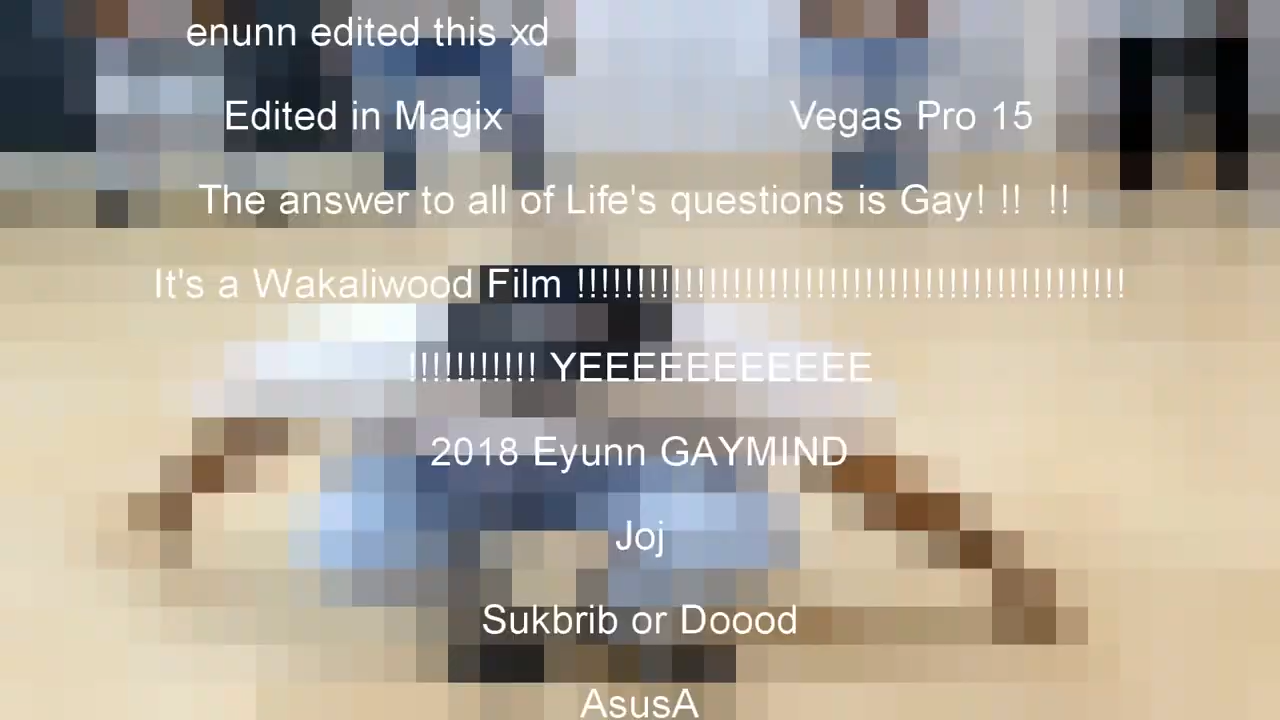 enunn edited this xd
Edited in Magix Vegas Pro 15
The answer to all of Life's questions is Gay! !! !!
It's a Wakaliwood Film !!!!!!!!!!!!!!!!!!!!!!!!!!!!!!!!!!!!!!!!!!!!!!
!!!!!!!!!!! YEEEEEEEEEEEE
2018 Eyunn GAYMIND
Joj
Sukbrib or Doood
AsusA